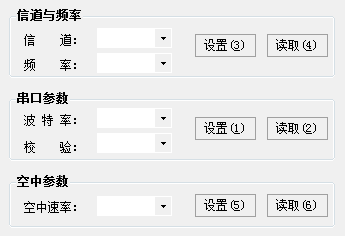 信道与频率
信 道:
设置(3) 读取(4)
频 率:
串口参数
波 特 率:
设置(1) 读取(2)
校 验:
空中参数
空中速率: 设置(5) 读取(6)